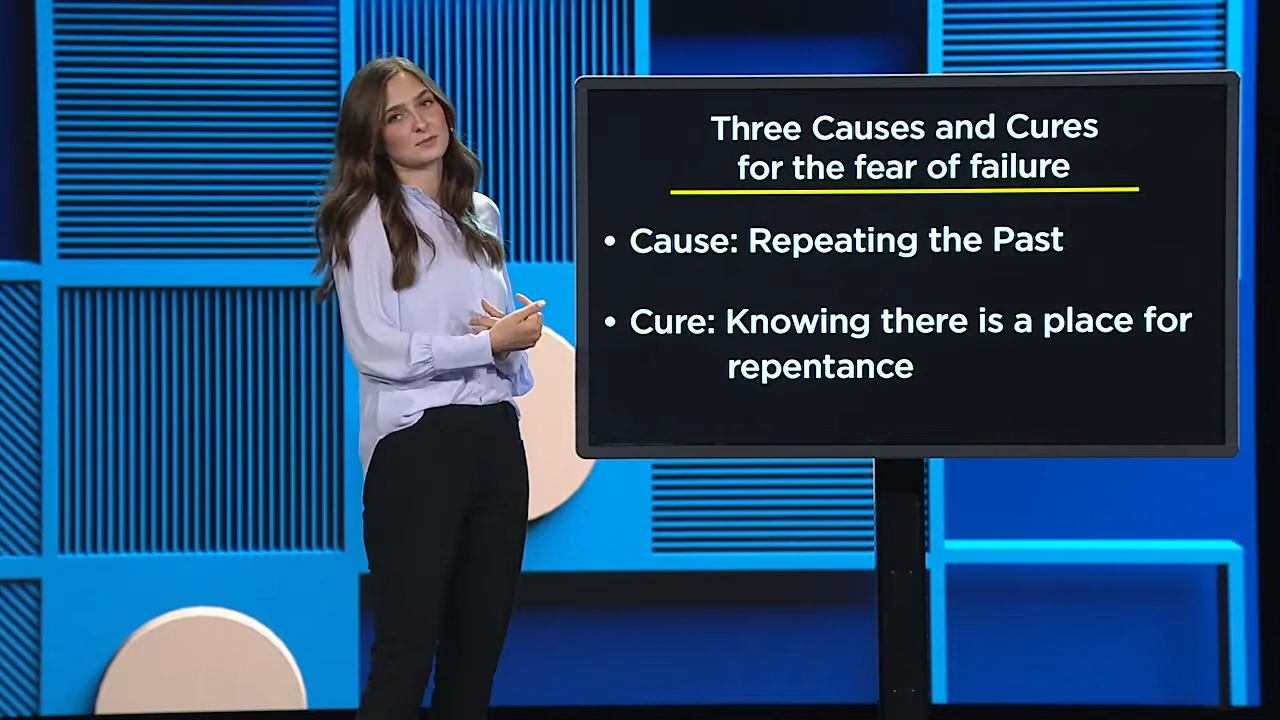 Three Causes and Cures
for the fear of failure
• Cause: Repeating the Past
• Cure: Knowing there is a place for
repentance